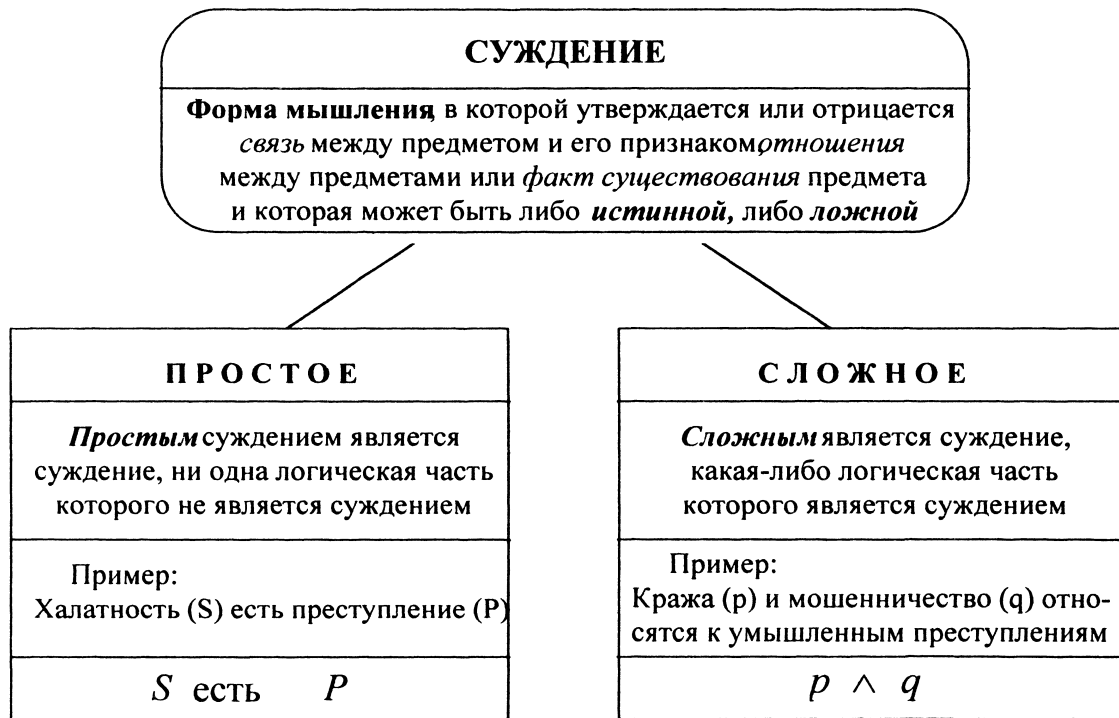 СУЖДЕНИЕ
Форма мышления, в которой утверждается или отрицается
связь между предметом и его признаком, отношения
между предметами или факт существования предмета
и которая может быть либо истинной, либо ложной
ПРОСТОЕ
Простым суждением является
суждение, ни одна логическая часть
которого не является суждением
Пример:
Халатность (S) есть преступление (P)
S есть P
СЛОЖНОЕ
Сложным является суждение,
какая-либо логическая часть
которого является суждением
Пример:
Кража (p) и мошенничество (q) отно-
сятся к умышленным преступлениям
p ∧ q